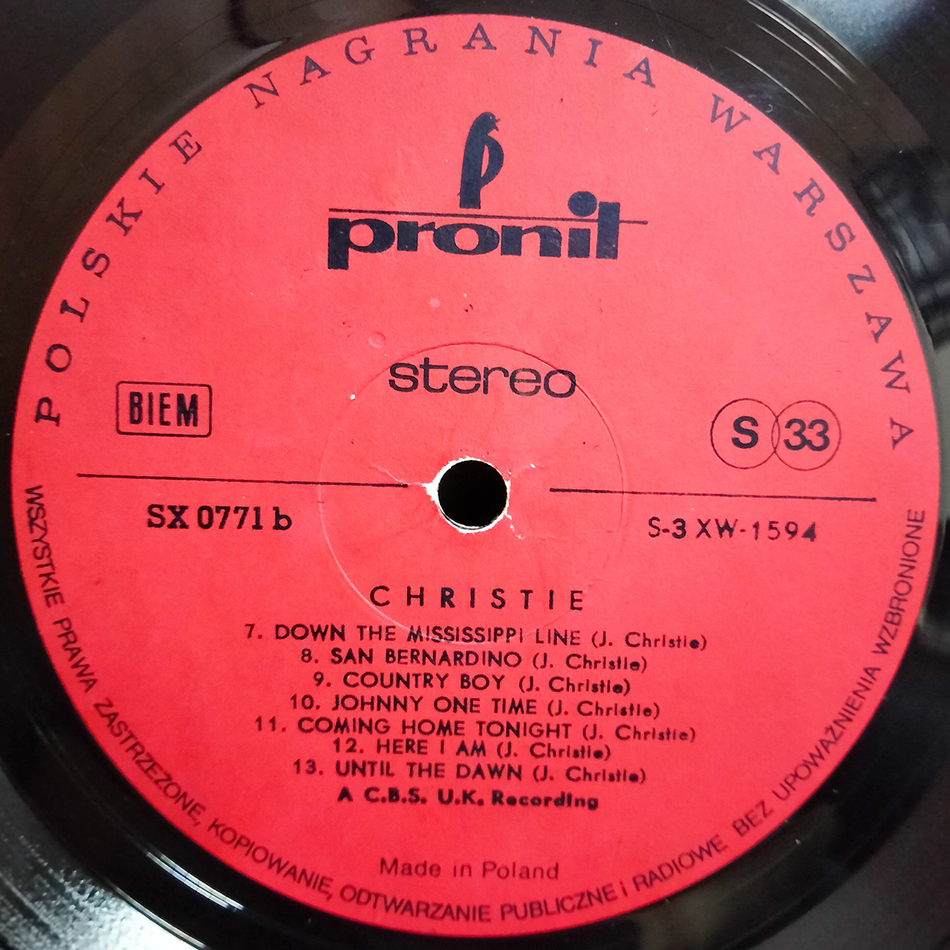 POLSKIE NAGRANIA WARSZAWA
pronit
stereo
BIEM
S 33
SX 0771 b
S-3 XW-1594
CHRISTIE
7. DOWN THE MISSISSIPPI LINE (J. Christie)
8. SAN BERNARDINO (J. Christie)
9. COUNTRY BOY (J. Christie)
10. JOHNNY ONE TIME (J. Christie)
11. COMING HOME TONIGHT (J. Christie)
12. HERE I AM (J. Christie)
13. UNTIL THE DAWN (J. Christie)
A C.B.S. U.K. Recording
Made in Poland
WSZYSTKIE PRAWA ZASTRZEŻONE, KOPIOWANIE, ODTWARZANIE PUBLICZNE i RADIOWE BEZ UPOWAŻNIENIA WZBRONIONE